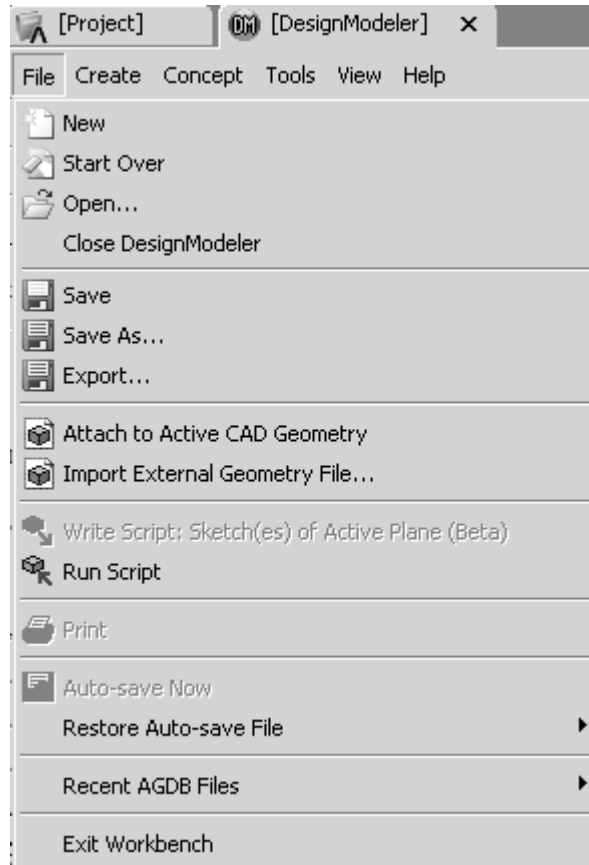 [Project] DM [DesignModeler] ×
File Create Concept Tools View Help
New
Start Over
Open...
Close DesignModeler
Save
Save As...
Export...
Attach to Active CAD Geometry
Import External Geometry File...
Write Script: Sketch(es) of Active Plane (Beta)
Run Script
Print
Auto-save Now
Restore Auto-save File
Recent AGDB Files
Exit Workbench